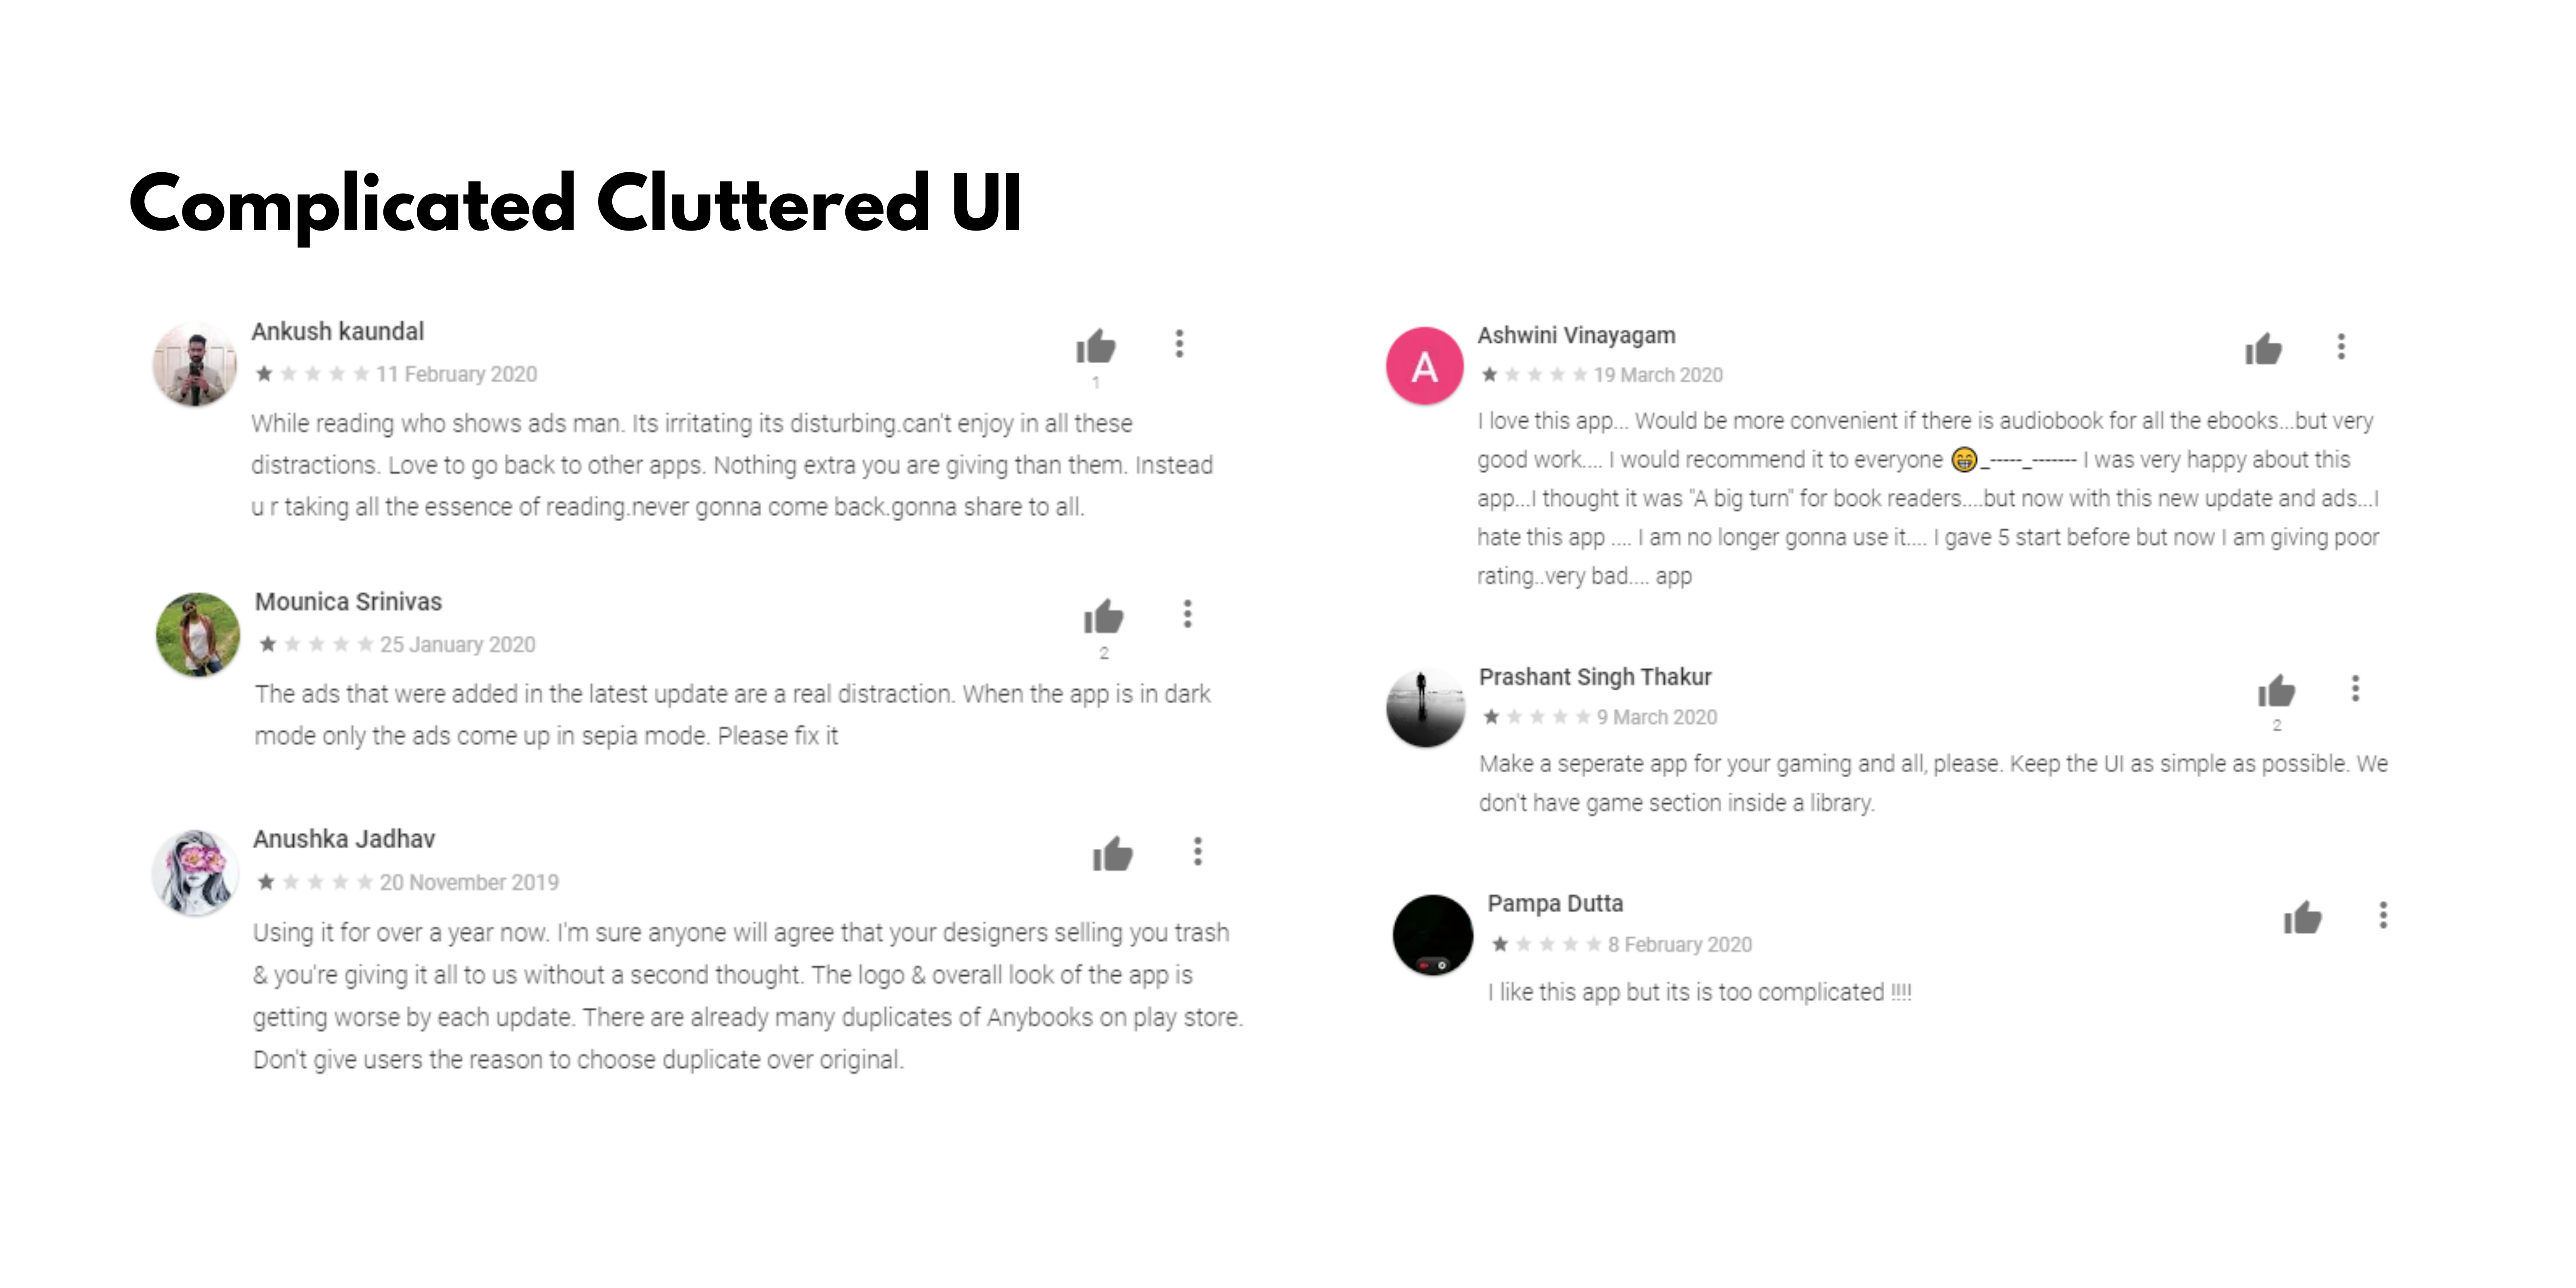 Complicated Cluttered UI
Ankush kaundal
11 February 2020
1
While reading who shows ads man. Its irritating its disturbing.can't enjoy in all these
distractions. Love to go back to other apps. Nothing extra you are giving than them. Instead
u r taking all the essence of reading.never gonna come back.gonna share to all.
Mounica Srinivas
25 January 2020
2
The ads that were added in the latest update are a real distraction. When the app is in dark
mode only the ads come up in sepia mode. Please fix it
Anushka Jadhav
20 November 2019
Using it for over a year now. I'm sure anyone will agree that your designers selling you trash
& you're giving it all to us without a second thought. The logo & overall look of the app is
getting worse by each update. There are already many duplicates of Anybooks on play store.
Don't give users the reason to choose duplicate over original.
A
Ashwini Vinayagam
19 March 2020
I love this app... Would be more convenient if there is audiobook for all the ebooks...but very
good work.... I would recommend it to everyone 😁_-----_------- I was very happy about this
app...I thought it was "A big turn" for book readers....but now with this new update and ads...I
hate this app .... I am no longer gonna use it.... I gave 5 start before but now I am giving poor
rating..very bad.... app
Prashant Singh Thakur
9 March 2020
2
Make a seperate app for your gaming and all, please. Keep the UI as simple as possible. We
don't have game section inside a library.
Pampa Dutta
8 February 2020
I like this app but its is too complicated !!!!